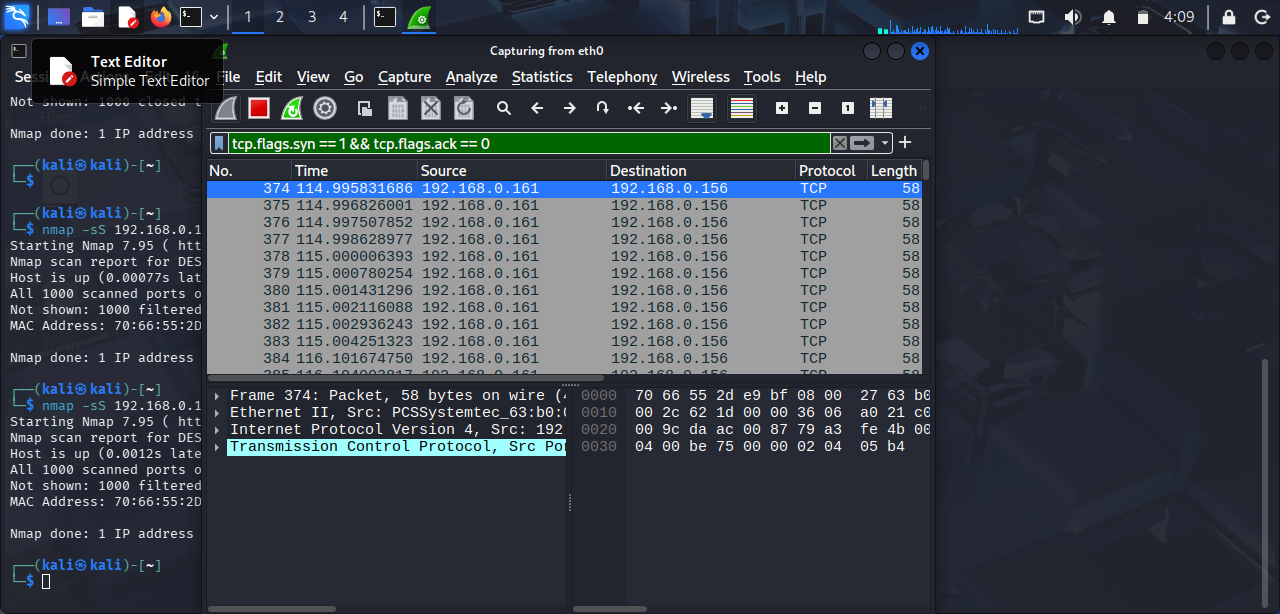 1 2 3 4 4:09
Text Editor
Simple Text Editor
Capturing from eth0
File Edit View Go Capture Analyze Statistics Telephony Wireless Tools Help
tcp.flags.syn == 1 && tcp.flags.ack == 0
No. Time Source Destination Protocol Length
374 114.995831686 192.168.0.161 192.168.0.156 TCP 58
375 114.996826001 192.168.0.161 192.168.0.156 TCP 58
376 114.997507852 192.168.0.161 192.168.0.156 TCP 58
377 114.998628977 192.168.0.161 192.168.0.156 TCP 58
378 115.000006393 192.168.0.161 192.168.0.156 TCP 58
379 115.000780254 192.168.0.161 192.168.0.156 TCP 58
380 115.001431296 192.168.0.161 192.168.0.156 TCP 58
381 115.002116088 192.168.0.161 192.168.0.156 TCP 58
382 115.002936243 192.168.0.161 192.168.0.156 TCP 58
383 115.004251323 192.168.0.161 192.168.0.156 TCP 58
384 116.101674750 192.168.0.161 192.168.0.156 TCP 58
Frame 374: Packet, 58 bytes on wire (4
Ethernet II, Src: PCSSystemtec_63:b0:
Internet Protocol Version 4, Src: 192
Transmission Control Protocol, Src Por
0000 70 66 55 2d e9 bf 08 00 27 63 b0
0010 00 2c 62 1d 00 00 36 06 a0 21 c0
0020 00 9c da ac 00 87 79 a3 fe 4b 00
0030 04 00 be 75 00 00 02 04 05 b4
Not shown: 1000 closed t
Home
Nmap done: 1 IP address
┌──(kali㉿kali)-[~]
└─$
┌──(kali㉿kali)-[~]
└─$ nmap -sS 192.168.0.1
Starting Nmap 7.95 ( htt
Nmap scan report for DES
Host is up (0.00077s lat
All 1000 scanned ports o
Not shown: 1000 filtered
MAC Address: 70:66:55:2D
Trash
Nmap done: 1 IP address
┌──(kali㉿kali)-[~]
└─$ nmap -sS 192.168.0.1
Starting Nmap 7.95 ( htt
Nmap scan report for DES
Host is up (0.0012s late
All 1000 scanned ports o
Not shown: 1000 filtered
MAC Address: 70:66:55:2D
Nmap done: 1 IP address
┌──(kali㉿kali)-[~]
└─$